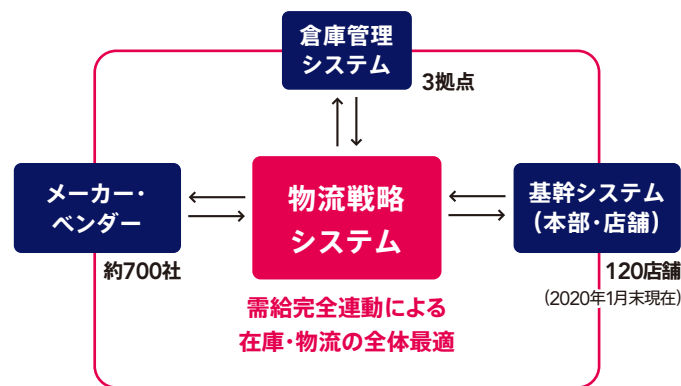 倉庫管理
システム
3拠点
メーカー・
ベンダー
約700社
物流戦略
システム
基幹システム
(本部・店舗)
120店舗
(2020年1月末現在)
需給完全連動による
在庫・物流の全体最適